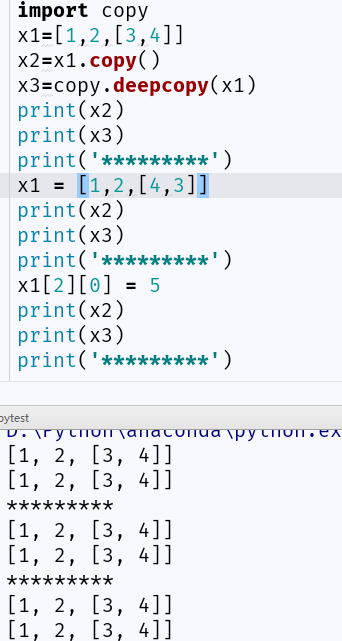 import copy
x1=[1,2,[3,4]]
x2=x1.copy()
x3=copy.deepcopy(x1)
print(x2)
print(x3)
print('*********')
x1 = [1,2,[4,3]]
print(x2)
print(x3)
print('*********')
x1[2][0] = 5
print(x2)
print(x3)
print('*********')
pytest
D:\Python\anaconda\python.ex
[1, 2, [3, 4]]
[1, 2, [3, 4]]
*********
[1, 2, [3, 4]]
[1, 2, [3, 4]]
*********
[1, 2, [3, 4]]
[1, 2, [3, 4]]